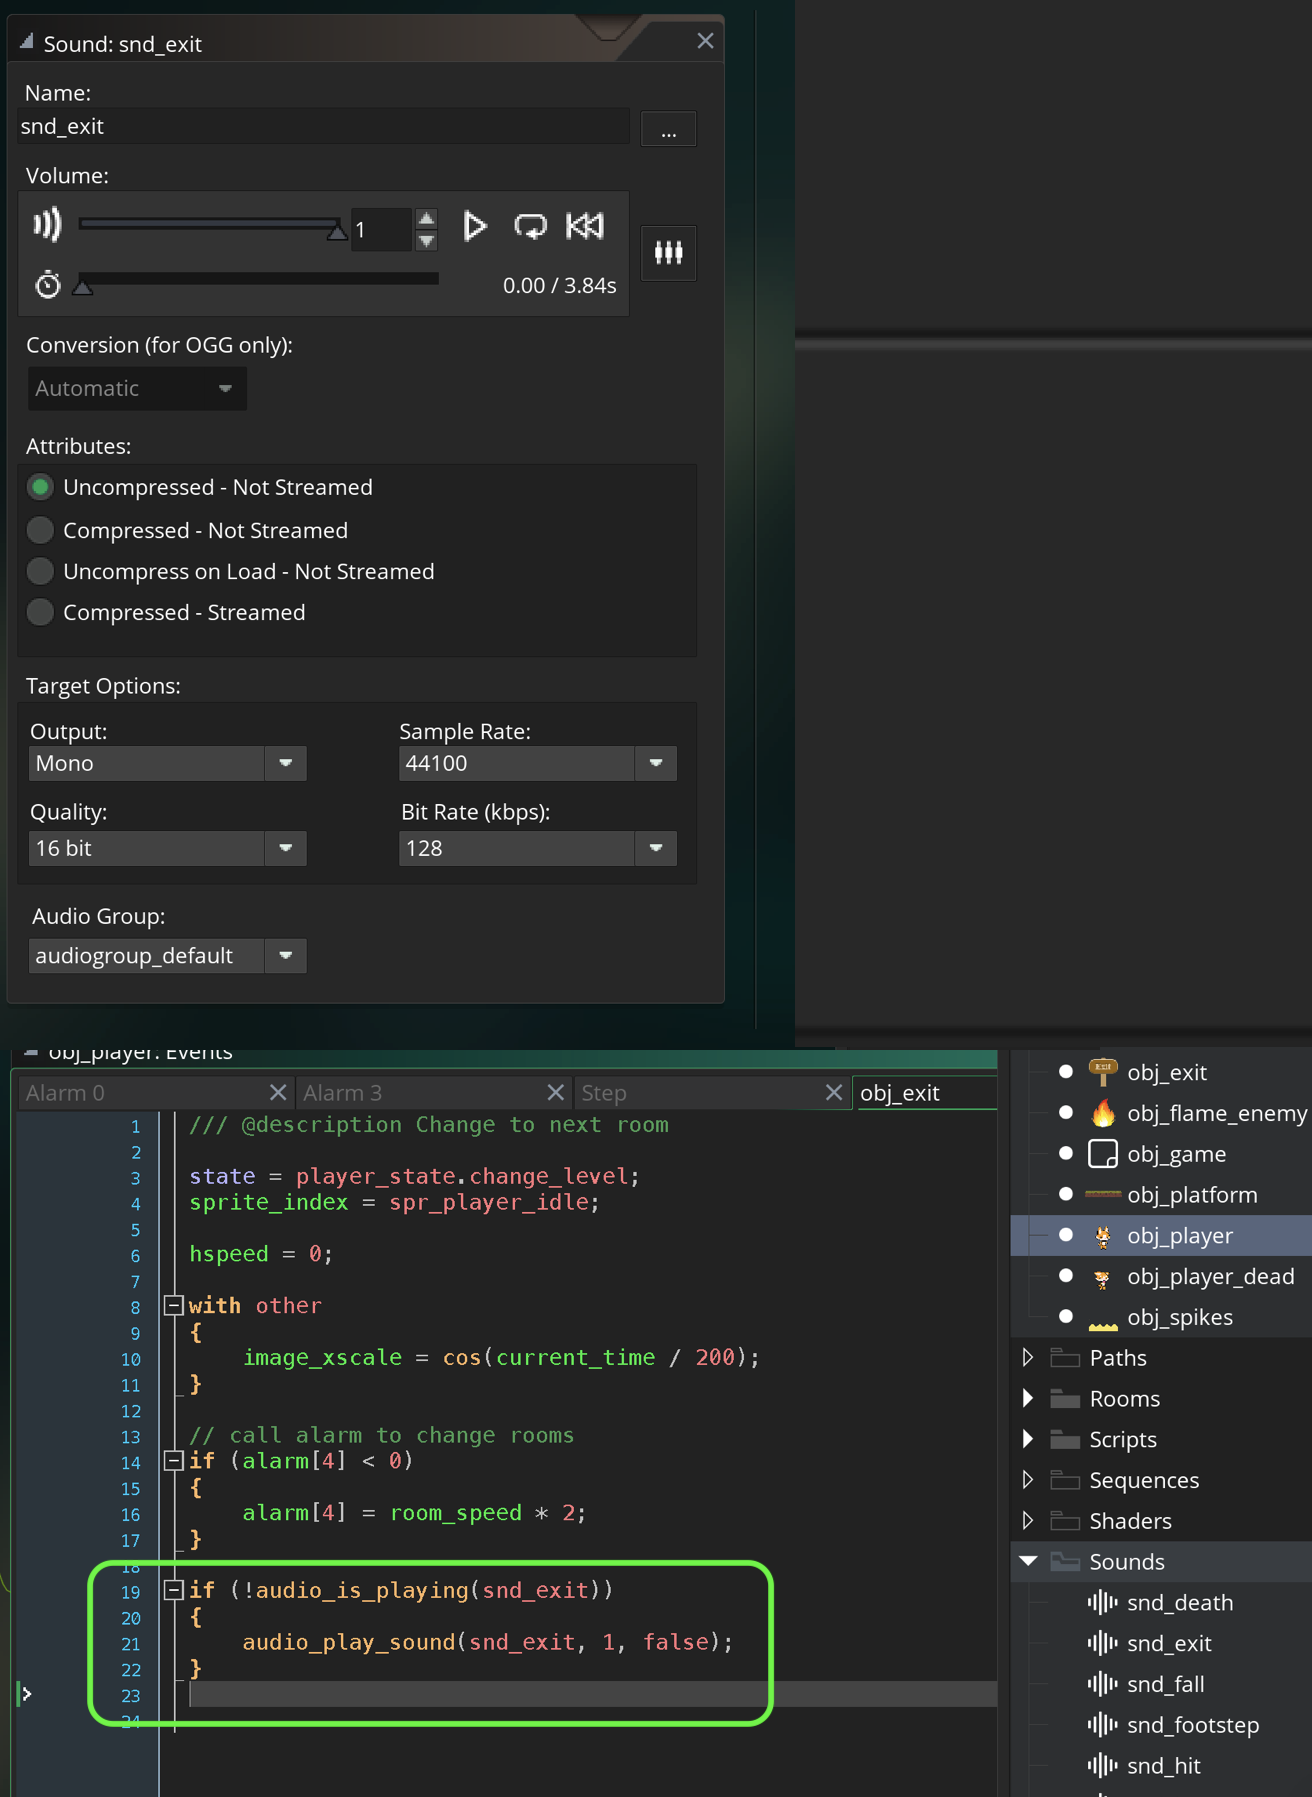 Sound: snd_exit
Name:
snd_exit
...
Volume:
1
0.00 / 3.84s
Conversion (for OGG only):
Automatic
Attributes:
Uncompressed - Not Streamed
Compressed - Not Streamed
Uncompress on Load - Not Streamed
Compressed - Streamed
Target Options:
Output:
Sample Rate:
Mono
44100
Quality:
Bit Rate (kbps):
16 bit
128
Audio Group:
audiogroup_default
obj_player: Events
Alarm 0
Alarm 3
Step
obj_exit
1 /// @description Change to next room
2
3 state = player_state.change_level;
4 sprite_index = spr_player_idle;
5
6 hspeed = 0;
7
8 with other
9 {
10 image_xscale = cos(current_time / 200);
11 }
12
13 // call alarm to change rooms
14 if (alarm[4] < 0)
15 {
16 alarm[4] = room_speed * 2;
17 }
18
19 if (!audio_is_playing(snd_exit))
20 {
21 audio_play_sound(snd_exit, 1, false);
22 }
23
24
EXIT
obj_exit
obj_flame_enemy
obj_game
obj_platform
obj_player
obj_player_dead
obj_spikes
Paths
Rooms
Scripts
Sequences
Shaders
Sounds
snd_death
snd_exit
snd_fall
snd_footstep
snd_hit